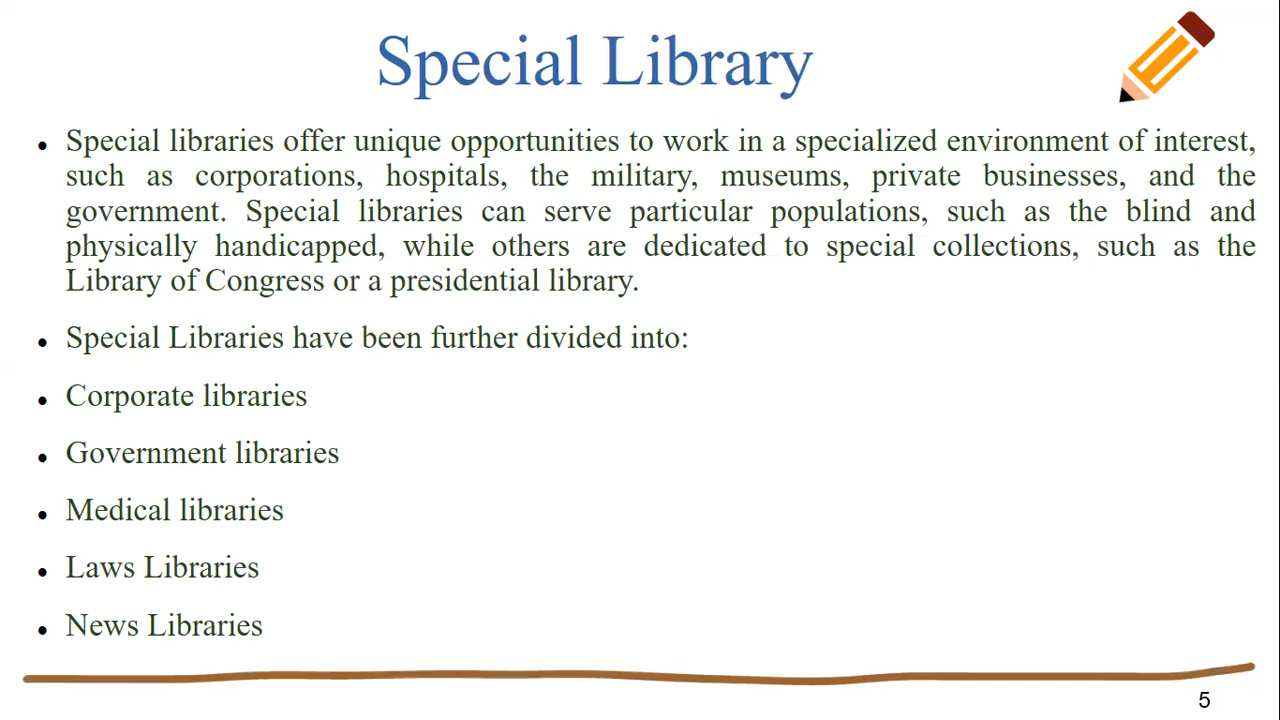 Special Library
• Special libraries offer unique opportunities to work in a specialized environment of interest,
such as corporations, hospitals, the military, museums, private businesses, and the
government. Special libraries can serve particular populations, such as the blind and
physically handicapped, while others are dedicated to special collections, such as the
Library of Congress or a presidential library.
• Special Libraries have been further divided into:
• Corporate libraries
• Government libraries
• Medical libraries
• Laws Libraries
• News Libraries
5